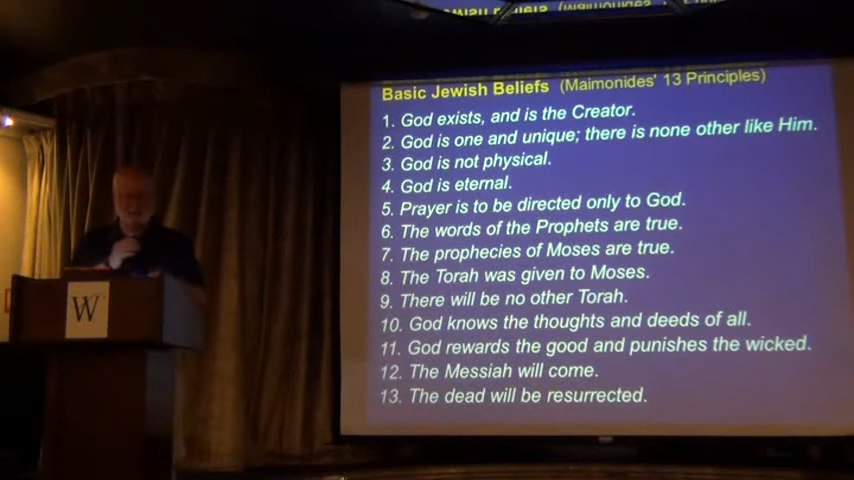 Basic Jewish Beliefs (Maimonides' 13 Principles)
1. God exists, and is the Creator.
2. God is one and unique; there is none other like Him.
3. God is not physical.
4. God is eternal.
5. Prayer is to be directed only to God.
6. The words of the Prophets are true.
7. The prophecies of Moses are true.
8. The Torah was given to Moses.
9. There will be no other Torah.
10. God knows the thoughts and deeds of all.
11. God rewards the good and punishes the wicked.
12. The Messiah will come.
13. The dead will be resurrected.
W